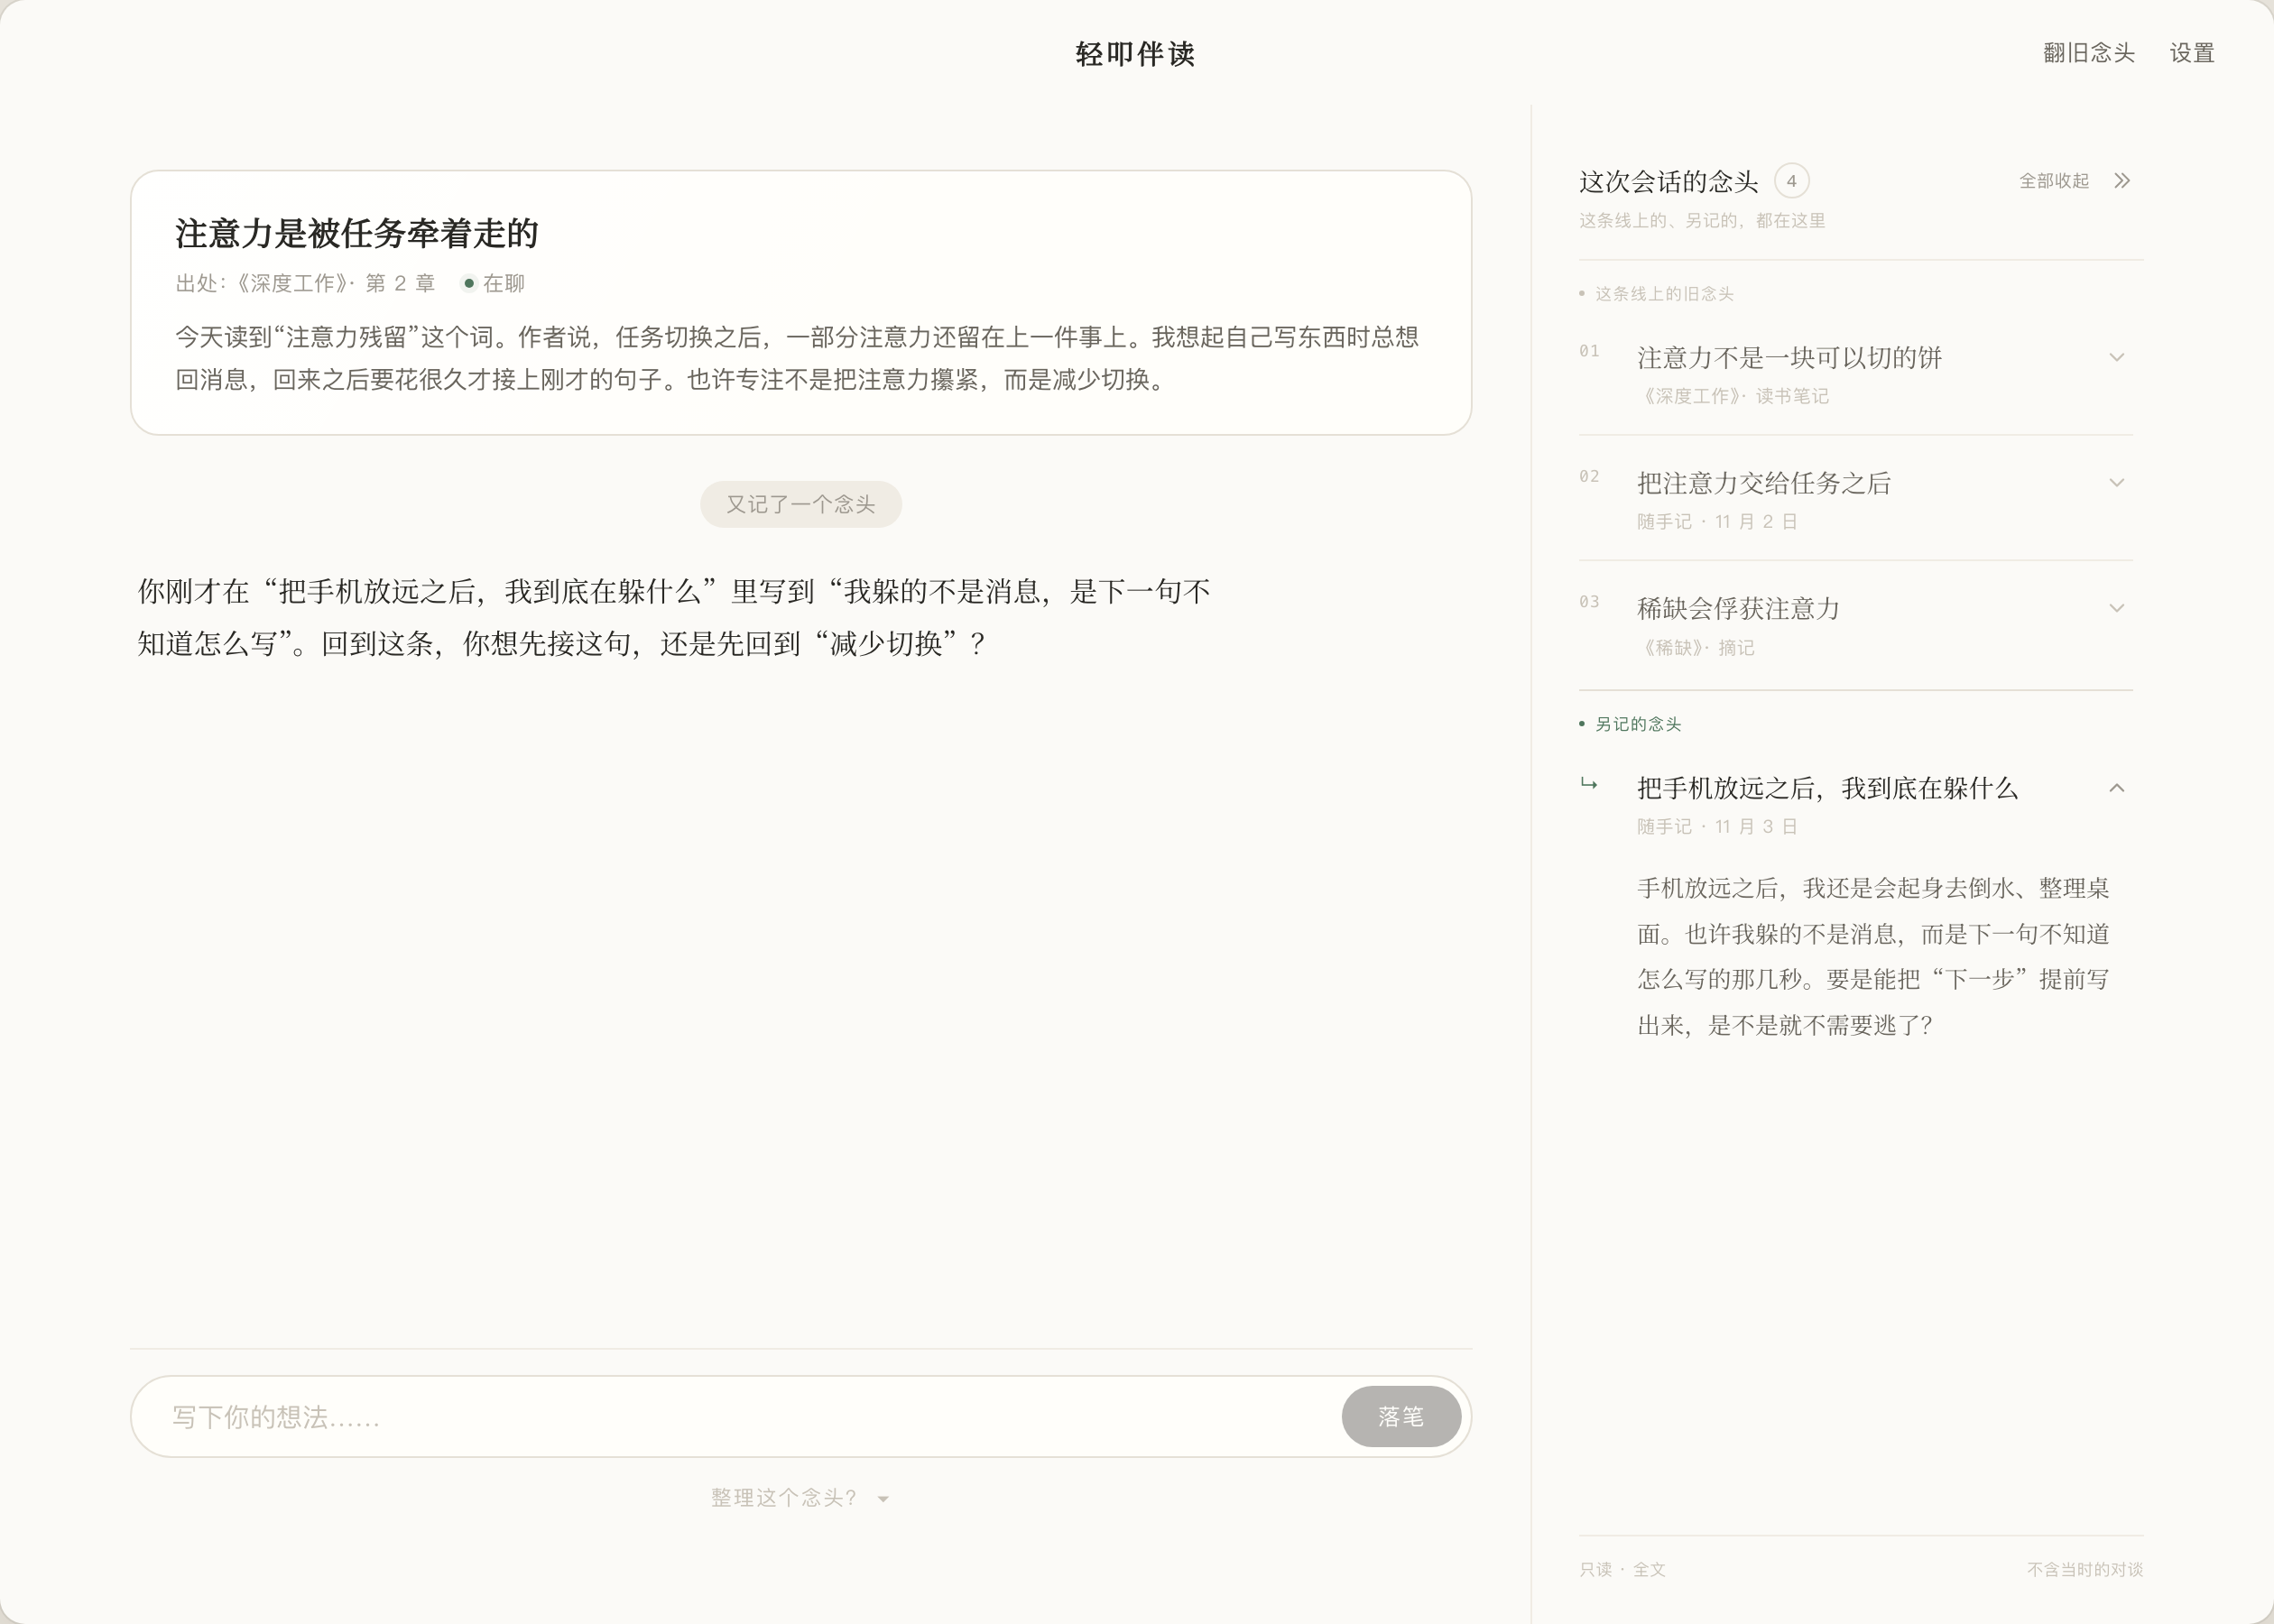 轻叩伴读
翻旧念头 设置
注意力是被任务牵着走的
出处：《深度工作》· 第 2 章 在聊
今天读到“注意力残留”这个词。作者说，任务切换之后，一部分注意力还留在上一件事上。我想起自己写东西时总想
回消息，回来之后要花很久才接上刚才的句子。也许专注不是把注意力攥紧，而是减少切换。
又记了一个念头
你刚才在“把手机放远之后，我到底在躲什么”里写到“我躲的不是消息，是下一句不
知道怎么写”。回到这条，你想先接这句，还是先回到“减少切换”？
写下你的想法……
落笔
整理这个念头？
这次会话的念头 4
全部收起
这条线上的、另记的，都在这里
这条线上的旧念头
01 注意力不是一块可以切的饼
《深度工作》· 读书笔记
02 把注意力交给任务之后
随手记 · 11 月 2 日
03 稀缺会俘获注意力
《稀缺》· 摘记
另记的念头
把手机放远之后，我到底在躲什么
随手记 · 11 月 3 日
手机放远之后，我还是会起身去倒水、整理桌
面。也许我躲的不是消息，而是下一句不知道
怎么写的那几秒。要是能把“下一步”提前写
出来，是不是就不需要逃了？
只读 · 全文
不含当时的对谈